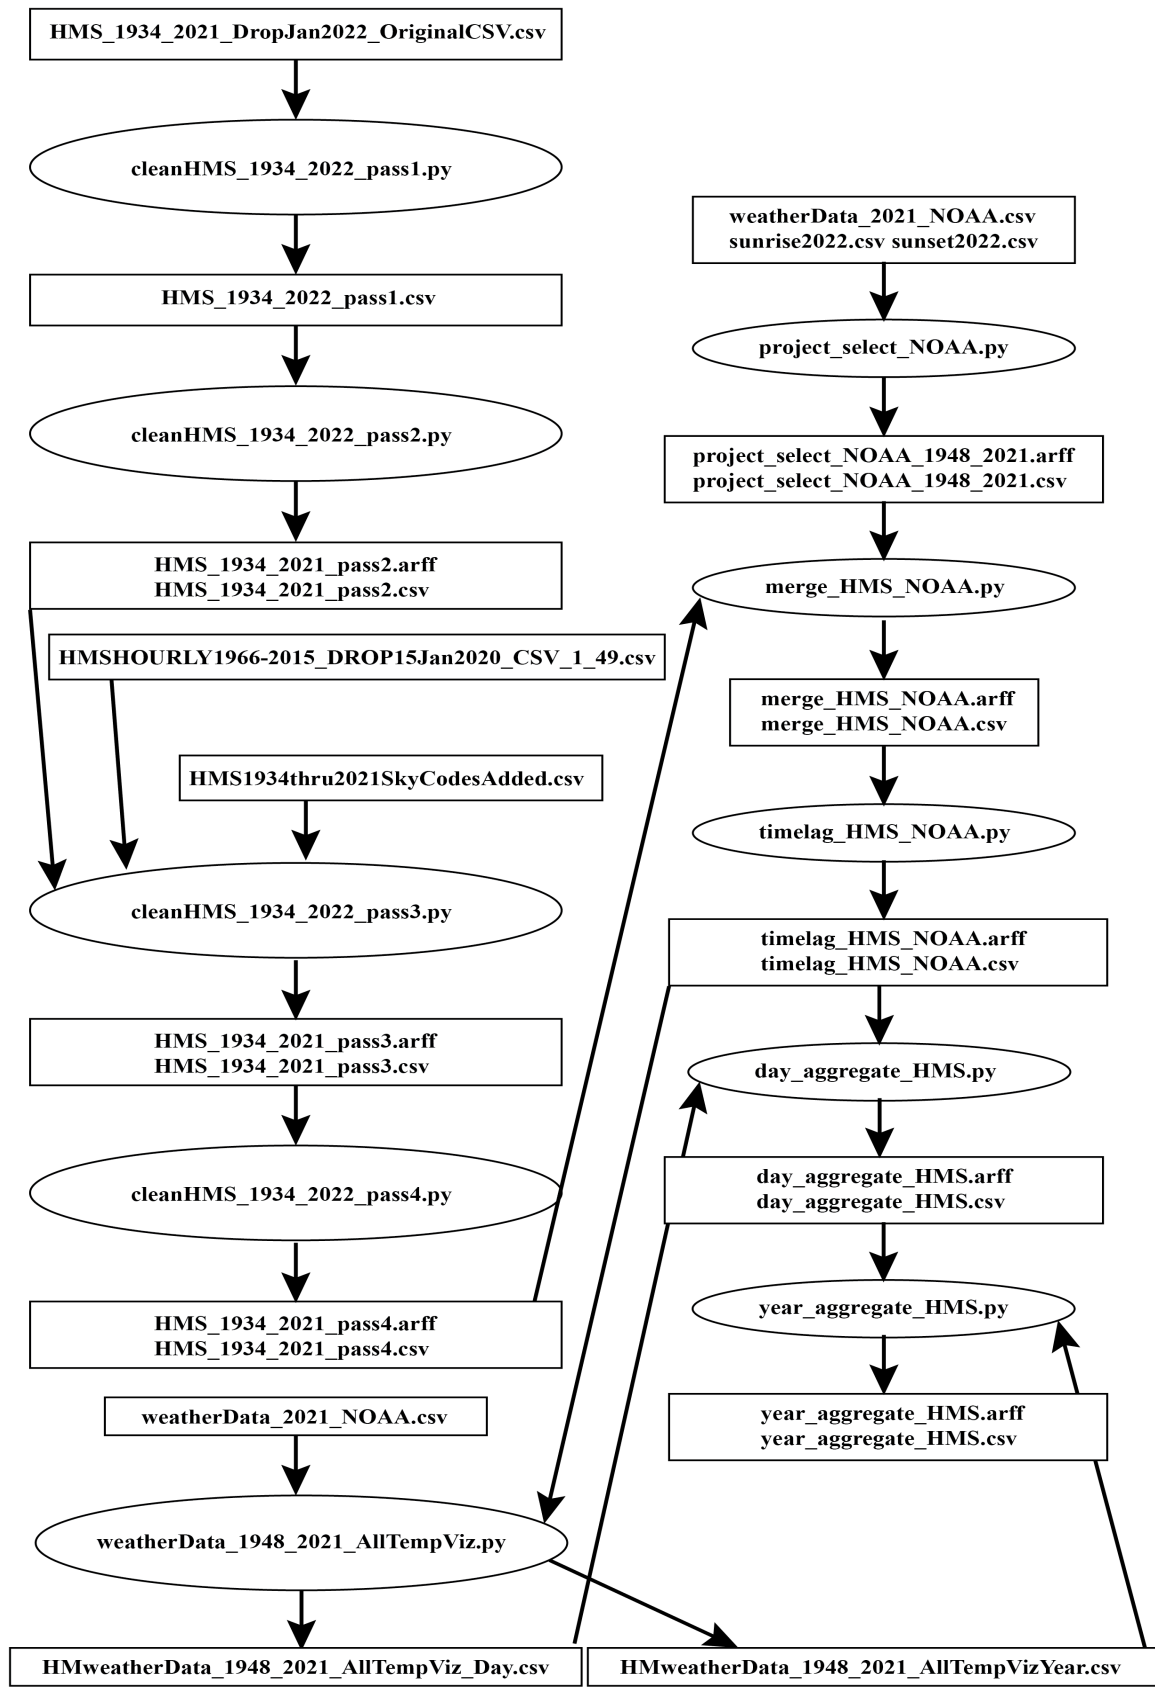 HMS_1934_2021_DropJan2022_OriginalCSV.csv
cleanHMS_1934_2022_pass1.py
HMS_1934_2022_pass1.csv
cleanHMS_1934_2022_pass2.py
HMS_1934_2021_pass2.arff
HMS_1934_2021_pass2.csv
HMSHOURLY1966-2015_DROP15Jan2020_CSV_1_49.csv
HMS1934thru2021SkyCodesAdded.csv
cleanHMS_1934_2022_pass3.py
HMS_1934_2021_pass3.arff
HMS_1934_2021_pass3.csv
cleanHMS_1934_2022_pass4.py
HMS_1934_2021_pass4.arff
HMS_1934_2021_pass4.csv
weatherData_2021_NOAA.csv
weatherData_1948_2021_AllTempViz.py
HMweatherData_1948_2021_AllTempViz_Day.csv
HMweatherData_1948_2021_AllTempVizYear.csv
weatherData_2021_NOAA.csv
sunrise2022.csv sunset2022.csv
project_select_NOAA.py
project_select_NOAA_1948_2021.arff
project_select_NOAA_1948_2021.csv
merge_HMS_NOAA.py
merge_HMS_NOAA.arff
merge_HMS_NOAA.csv
timelag_HMS_NOAA.py
timelag_HMS_NOAA.arff
timelag_HMS_NOAA.csv
day_aggregate_HMS.py
day_aggregate_HMS.arff
day_aggregate_HMS.csv
year_aggregate_HMS.py
year_aggregate_HMS.arff
year_aggregate_HMS.csv